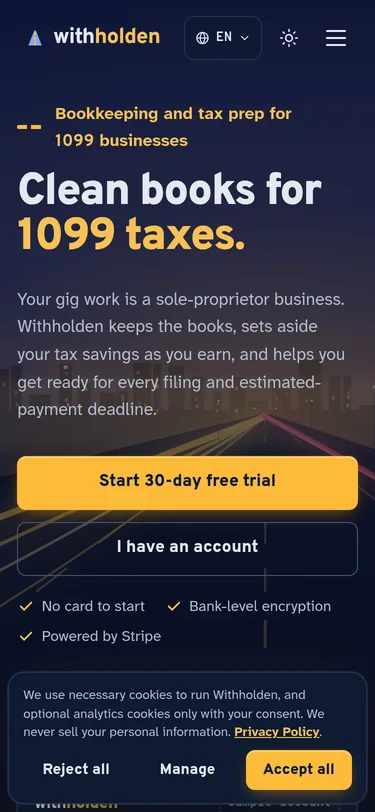 withholden
EN
Bookkeeping and tax prep for
1099 businesses
Clean books for
1099 taxes.
Your gig work is a sole-proprietor business.
Withholden keeps the books, sets aside
your tax savings as you earn, and helps you
get ready for every filing and estimated-
payment deadline.
Start 30-day free trial
I have an account
No card to start
Bank-level encryption
Powered by Stripe
We use necessary cookies to run Withholden, and
optional analytics cookies only with your consent. We
never sell your personal information. Privacy Policy.
Reject all
Manage
Accept all